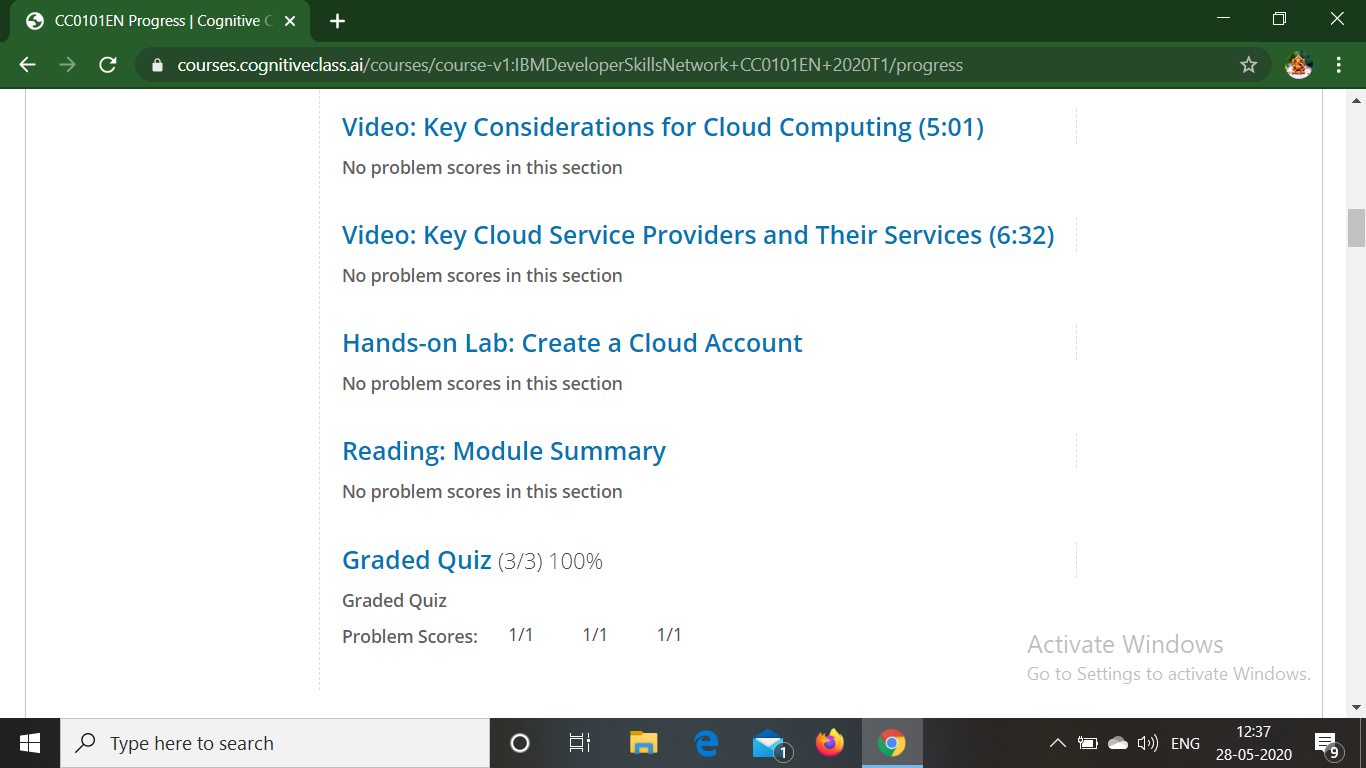 CC0101EN Progress | Cognitive C
courses.cognitiveclass.ai/courses/course-v1:IBMDeveloperSkillsNetwork+CC0101EN+2020T1/progress
Video: Key Considerations for Cloud Computing (5:01)
No problem scores in this section
Video: Key Cloud Service Providers and Their Services (6:32)
No problem scores in this section
Hands-on Lab: Create a Cloud Account
No problem scores in this section
Reading: Module Summary
No problem scores in this section
Graded Quiz (3/3) 100%
Graded Quiz
Problem Scores: 1/1 1/1 1/1
Activate Windows
Go to Settings to activate Windows.
Type here to search
1
ENG
12:37
28-05-2020
9